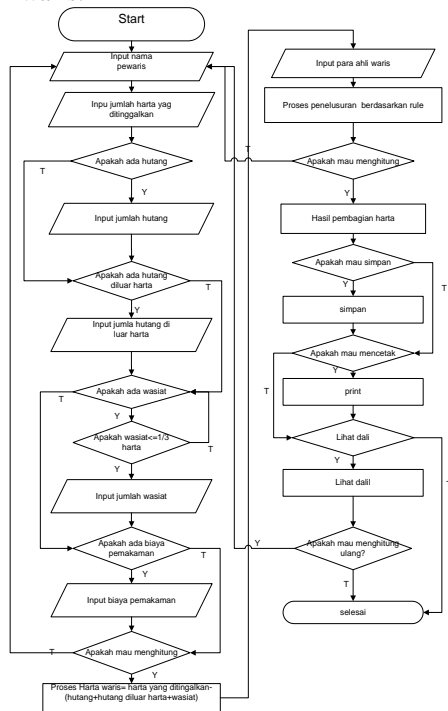 Start
Input nama
pewaris
Inpu jumlah harta yag
ditinggalkan
Apakah ada hutang
T
Y
Input jumlah hutang
Apakah ada hutang
diluar harta
T
Y
Input jumla hutang di
luar harta
Apakah ada wasiat
T
Y
Apakah wasiat<=1/3
harta
T
Y
Input jumlah wasiat
Apakah ada biaya
pemakaman
T
Y
Input biaya pemakaman
Apakah mau menghitung
T
Y
Proses Harta waris= harta yang ditingalkan-
(hutang+hutang diluar harta+wasiat)
Input para ahli waris
Proses penelusuran berdasarkan rule
Apakah mau menghitung
T
Y
Hasil pembagian harta
Apakah mau simpan
T
Y
simpan
Apakah mau mencetak
T
Y
print
Lihat dali
Y
Lihat dalil
Apakah mau menghitung
ulang?
Y
T
selesai